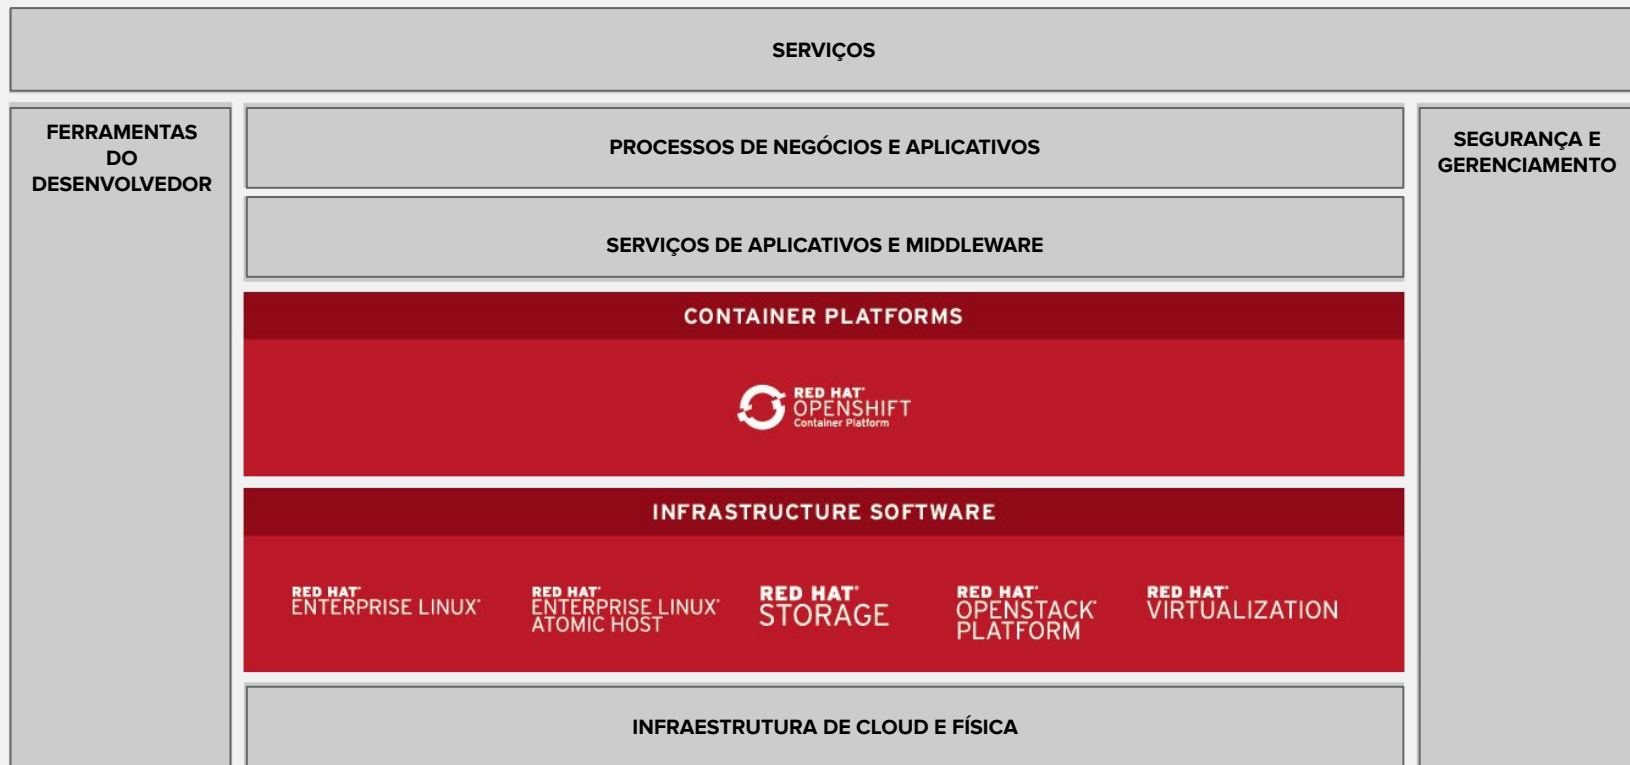 SERVIÇOS
FERRAMENTAS
DO
DESENVOLVEDOR
PROCESSOS DE NEGÓCIOS E APLICATIVOS
SEGURANÇA E
GERENCIAMENTO
SERVIÇOS DE APLICATIVOS E MIDDLEWARE
CONTAINER PLATFORMS
RED HAT®
OPENSHIFT
Container Platform
INFRASTRUCTURE SOFTWARE
RED HAT®
ENTERPRISE LINUX®
RED HAT®
ENTERPRISE LINUX®
ATOMIC HOST
RED HAT®
STORAGE
RED HAT®
OPENSTACK®
PLATFORM
RED HAT®
VIRTUALIZATION
INFRAESTRUTURA DE CLOUD E FÍSICA